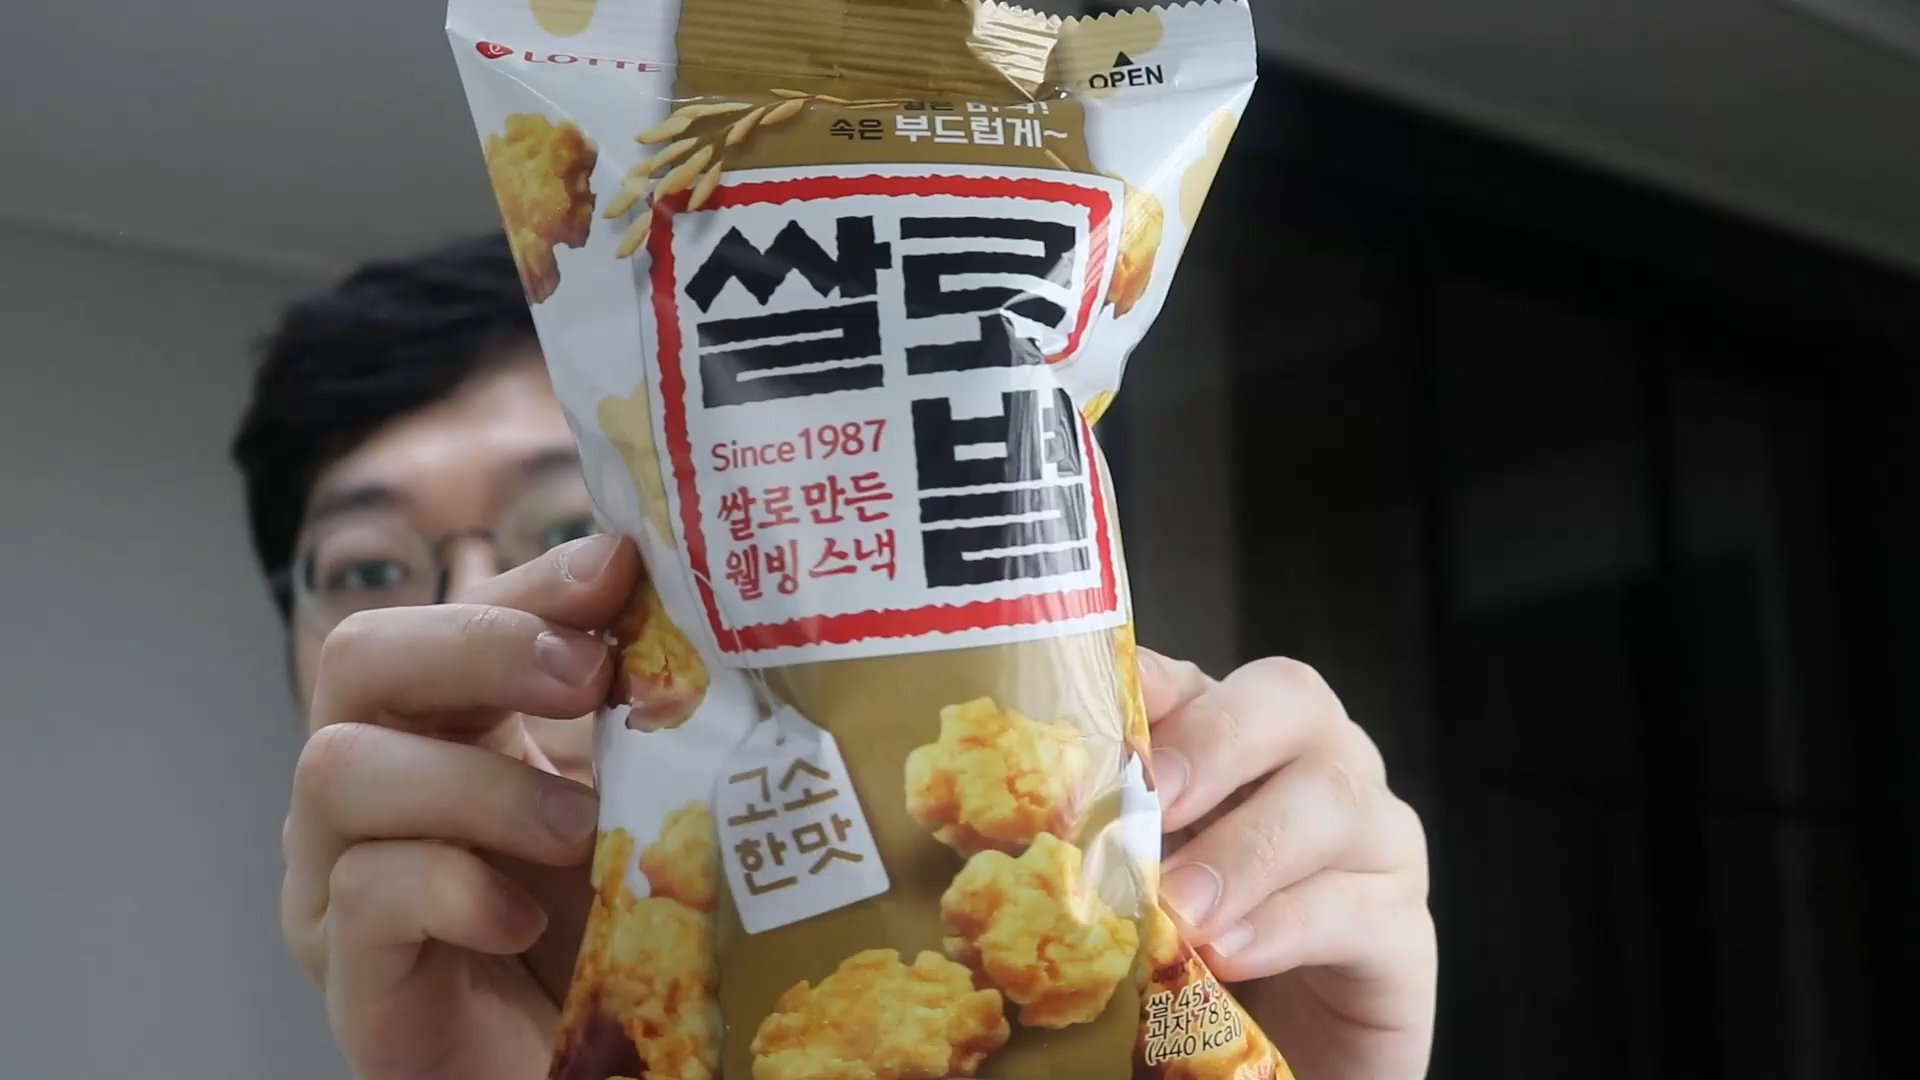 LOTTE
OPEN
속은 부드럽게~
쌀로별
Since1987
쌀로만든
웰빙스낵
고소
한맛
쌀 45%
과자 78g
(440 kcal)